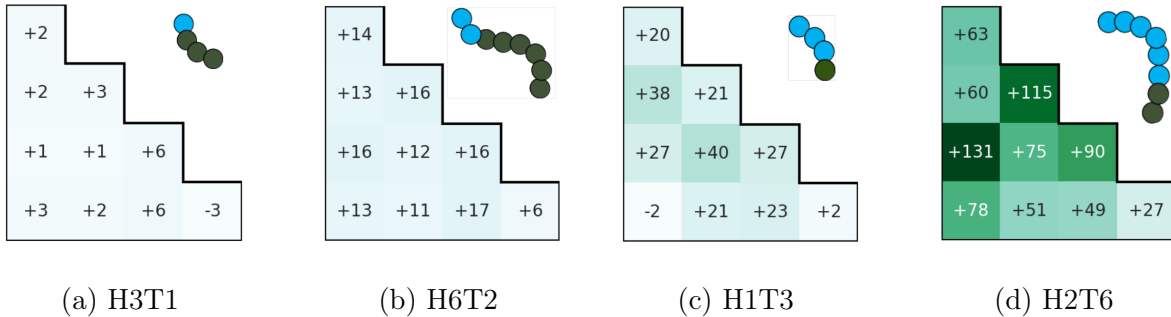 +2
+2 +3
+1 +1 +6
+3 +2 +6 -3
(a) H3T1
+14
+13 +16
+16 +12 +16
+13 +11 +17 +6
(b) H6T2
+20
+38 +21
+27 +40 +27
-2 +21 +23 +2
(c) H1T3
+63
+60 +115
+131 +75 +90
+78 +51 +49 +27
(d) H2T6